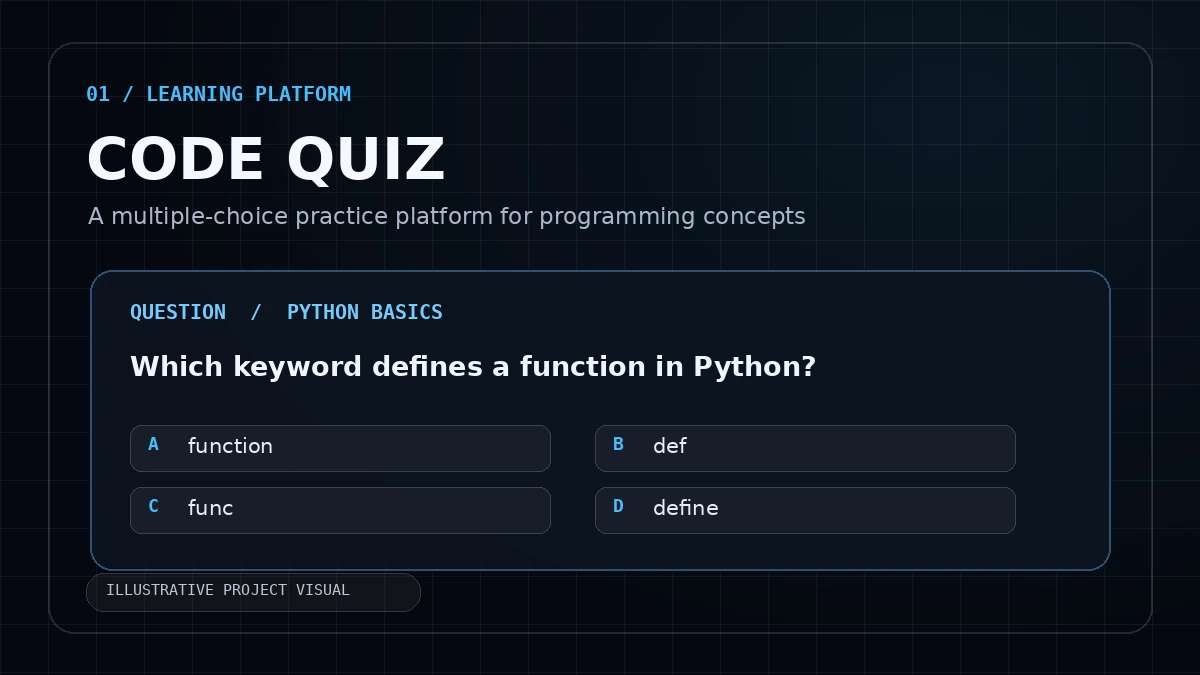 01 / LEARNING PLATFORM
CODE QUIZ
A multiple-choice practice platform for programming concepts
QUESTION / PYTHON BASICS
Which keyword defines a function in Python?
A function
B def
C func
D define
ILLUSTRATIVE PROJECT VISUAL